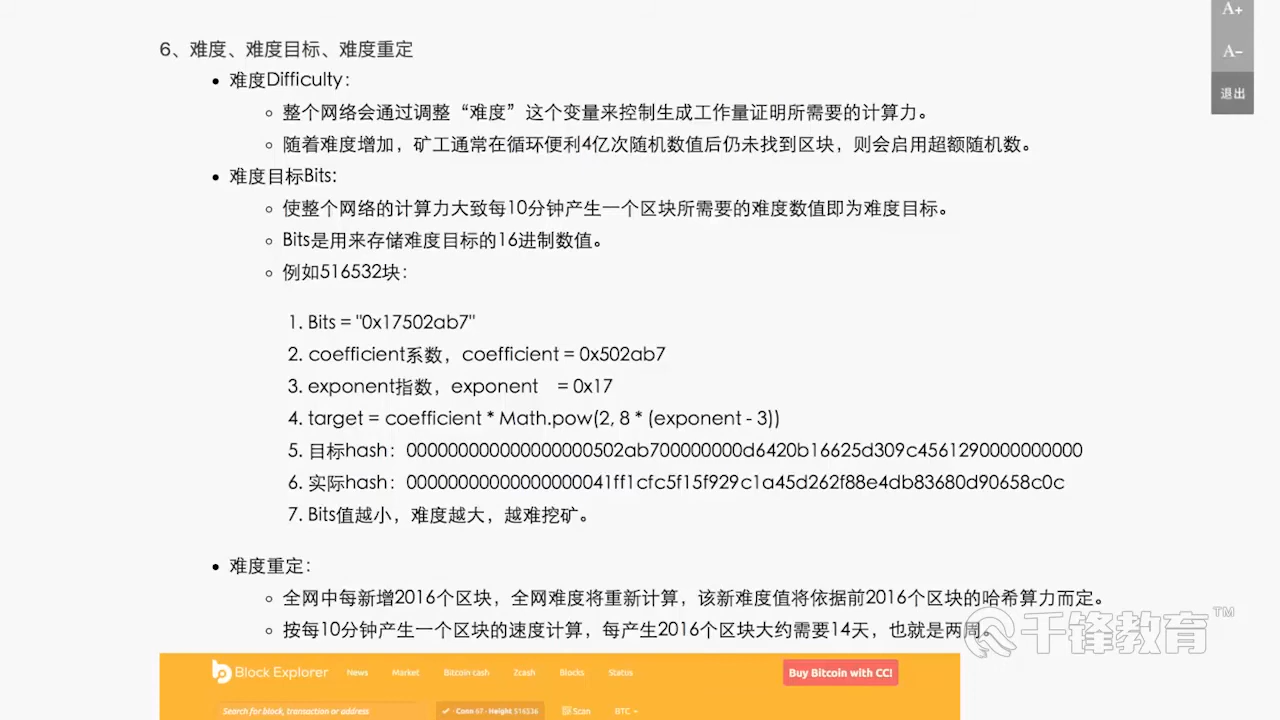 A+
A-
退出
6、难度、难度目标、难度重定
难度Difficulty：
整个网络会通过调整“难度”这个变量来控制生成工作量证明所需要的计算力。
随着难度增加，矿工通常在循环便利4亿次随机数值后仍未找到区块，则会启用超额随机数。
难度目标Bits:
使整个网络的计算力大致每10分钟产生一个区块所需要的难度数值即为难度目标。
Bits是用来存储难度目标的16进制数值。
例如516532块：
1. Bits = "0x17502ab7"
2. coefficient系数，coefficient = 0x502ab7
3. exponent指数，exponent = 0x17
4. target = coefficient * Math.pow(2, 8 * (exponent - 3))
5. 目标hash：000000000000000000502ab700000000d6420b16625d309c4561290000000000
6. 实际hash：00000000000000000041ff1cfc5f15f929c1a45d262f88e4db83680d90658c0c
7. Bits值越小，难度越大，越难挖矿。
难度重定：
全网中每新增2016个区块，全网难度将重新计算，该新难度值将依据前2016个区块的哈希算力而定。
按每10分钟产生一个区块的速度计算，每产生2016个区块大约需要14天，也就是两周。
千锋教育™
Block Explorer News Market Bitcoin cash Zcash Blocks Status Buy Bitcoin with CC!
Search for block, transaction or address Conn 67 · Height 516536 Scan BTC